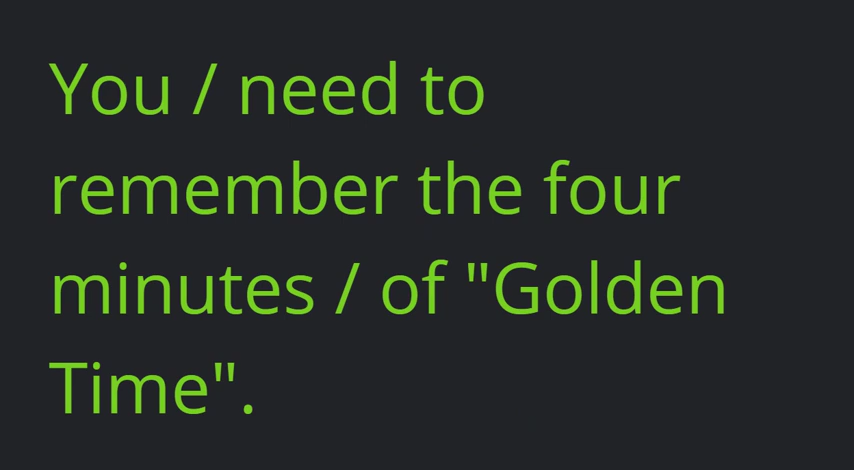 You / need to
remember the four
minutes / of "Golden
Time".